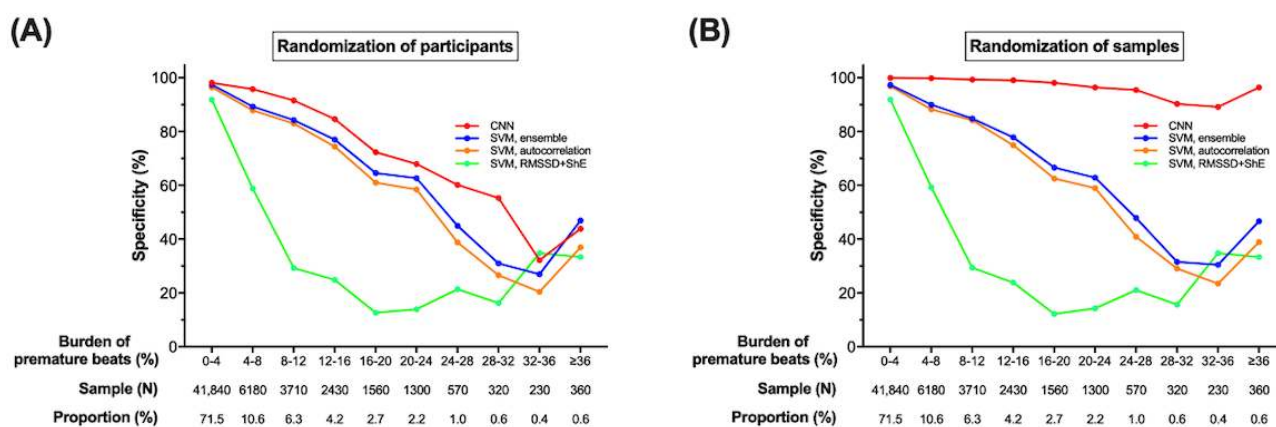 (A)
Randomization of participants
100
80
60
40
20
0
Specificity (%)
CNN
SVM, ensemble
SVM, autocorrelation
SVM, RMSSD+ShE
Burden of
premature beats (%) 0-4 4-8 8-12 12-16 16-20 20-24 24-28 28-32 32-36 ≥36
Sample (N) 41,840 6180 3710 2430 1560 1300 570 320 230 360
Proportion (%) 71.5 10.6 6.3 4.2 2.7 2.2 1.0 0.6 0.4 0.6
(B)
Randomization of samples
100
80
60
40
20
0
Specificity (%)
CNN
SVM, ensemble
SVM, autocorrelation
SVM, RMSSD+ShE
Burden of
premature beats (%) 0-4 4-8 8-12 12-16 16-20 20-24 24-28 28-32 32-36 ≥36
Sample (N) 41,840 6180 3710 2430 1560 1300 570 320 230 360
Proportion (%) 71.5 10.6 6.3 4.2 2.7 2.2 1.0 0.6 0.4 0.6